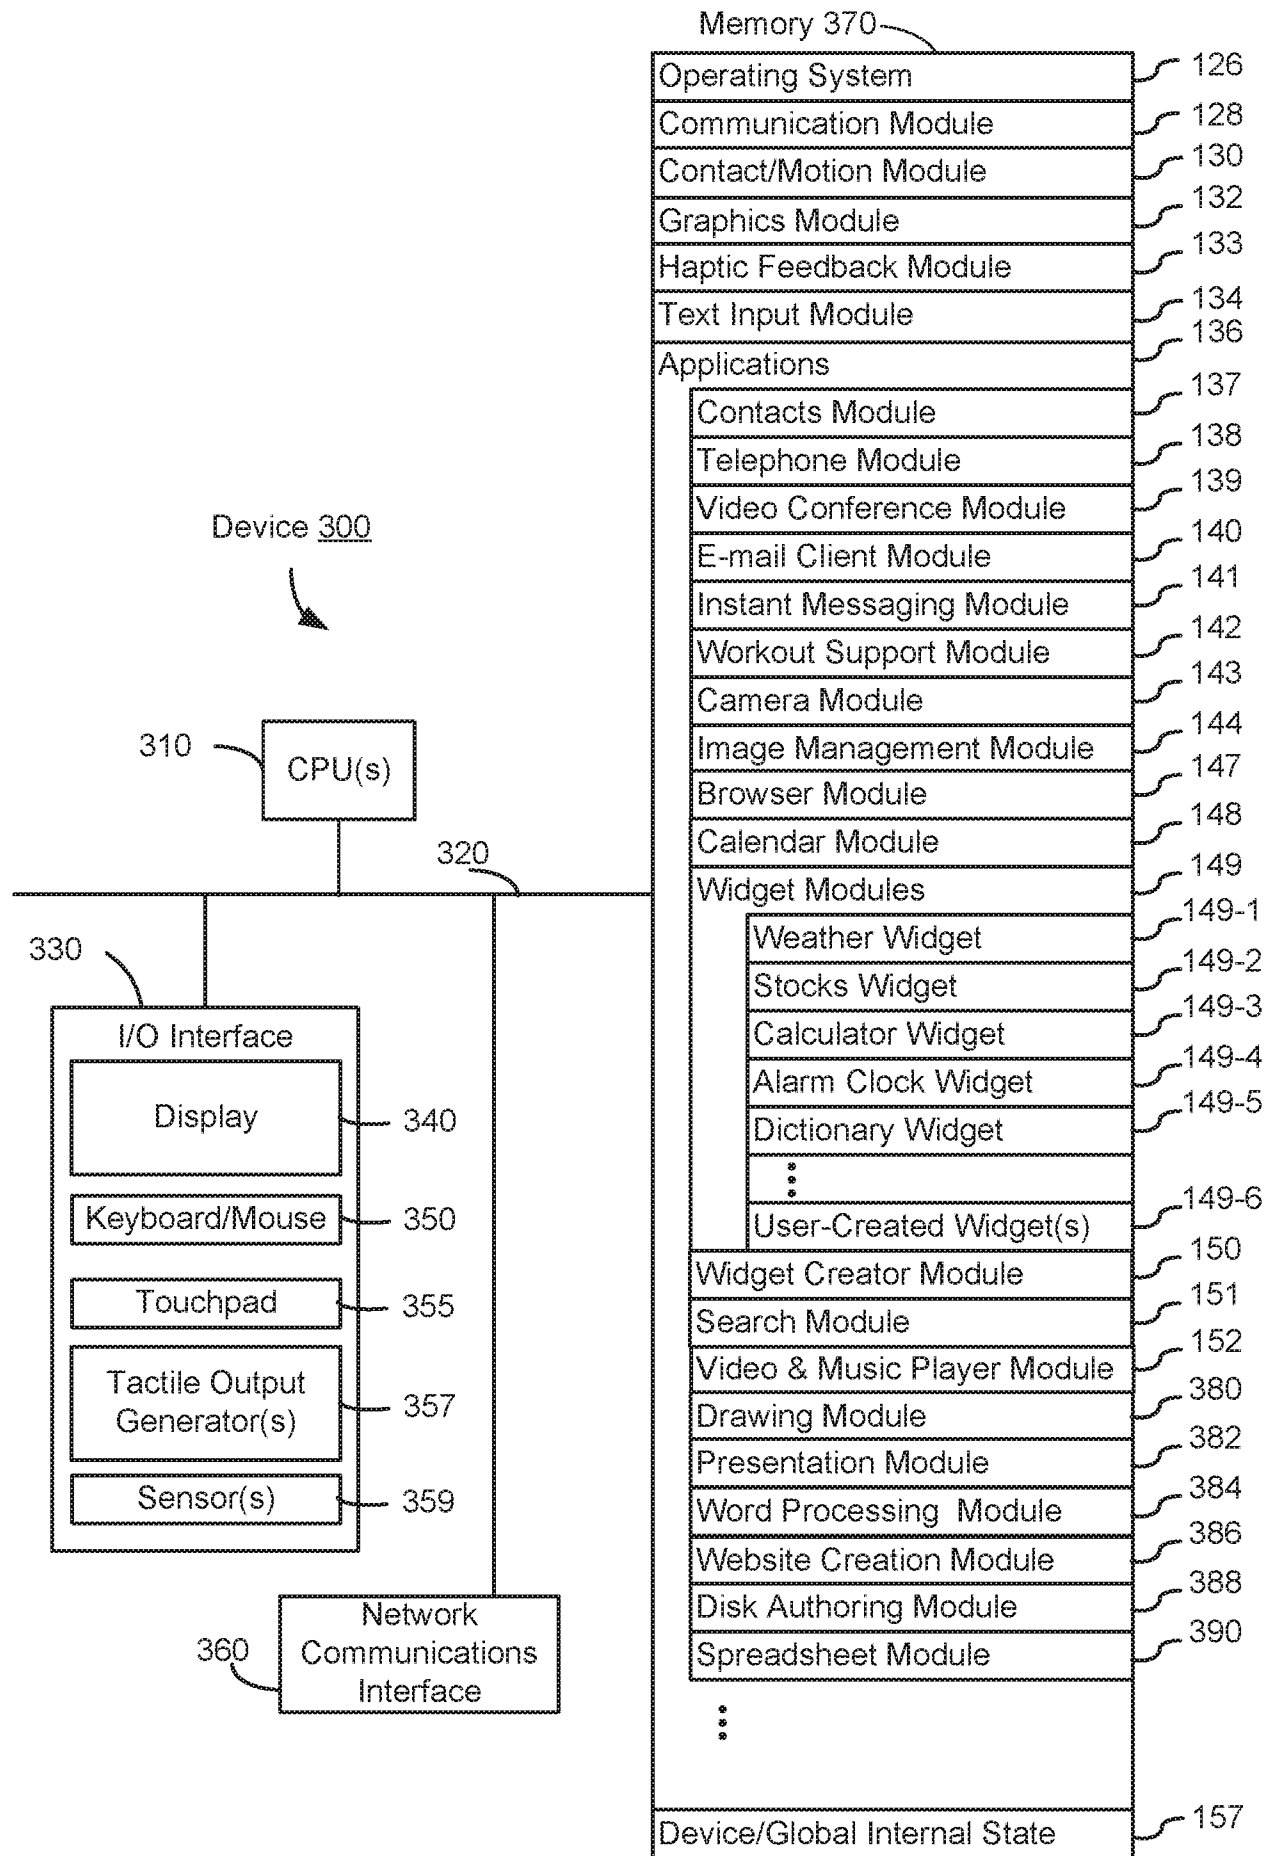 Memory 370
Operating System 126
Communication Module 128
Contact/Motion Module 130
Graphics Module 132
Haptic Feedback Module 133
Text Input Module 134
Applications 136
Contacts Module 137
Telephone Module 138
Video Conference Module 139
E-mail Client Module 140
Instant Messaging Module 141
Workout Support Module 142
Camera Module 143
Image Management Module 144
Browser Module 147
Calendar Module 148
Widget Modules 149
Weather Widget 149-1
Stocks Widget 149-2
Calculator Widget 149-3
Alarm Clock Widget 149-4
Dictionary Widget 149-5
User-Created Widget(s) 149-6
Widget Creator Module 150
Search Module 151
Video & Music Player Module 152
Drawing Module 380
Presentation Module 382
Word Processing Module 384
Website Creation Module 386
Disk Authoring Module 388
Spreadsheet Module 390
Device/Global Internal State 157
Device 300
310
CPU(s)
320
330
I/O Interface
Display 340
Keyboard/Mouse 350
Touchpad 355
Tactile Output
Generator(s) 357
Sensor(s) 359
360
Network
Communications
Interface